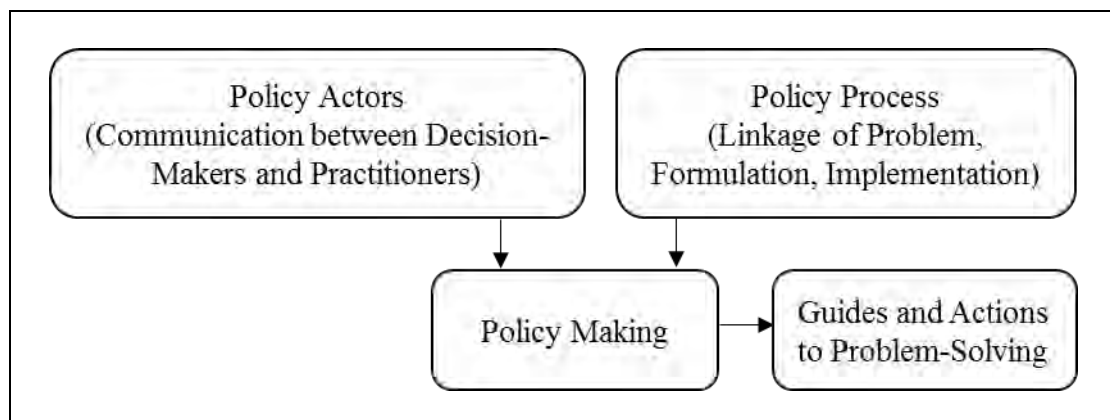 Policy Actors
(Communication between Decision-
Makers and Practitioners)
Policy Process
(Linkage of Problem,
Formulation, Implementation)
Policy Making
Guides and Actions
to Problem-Solving